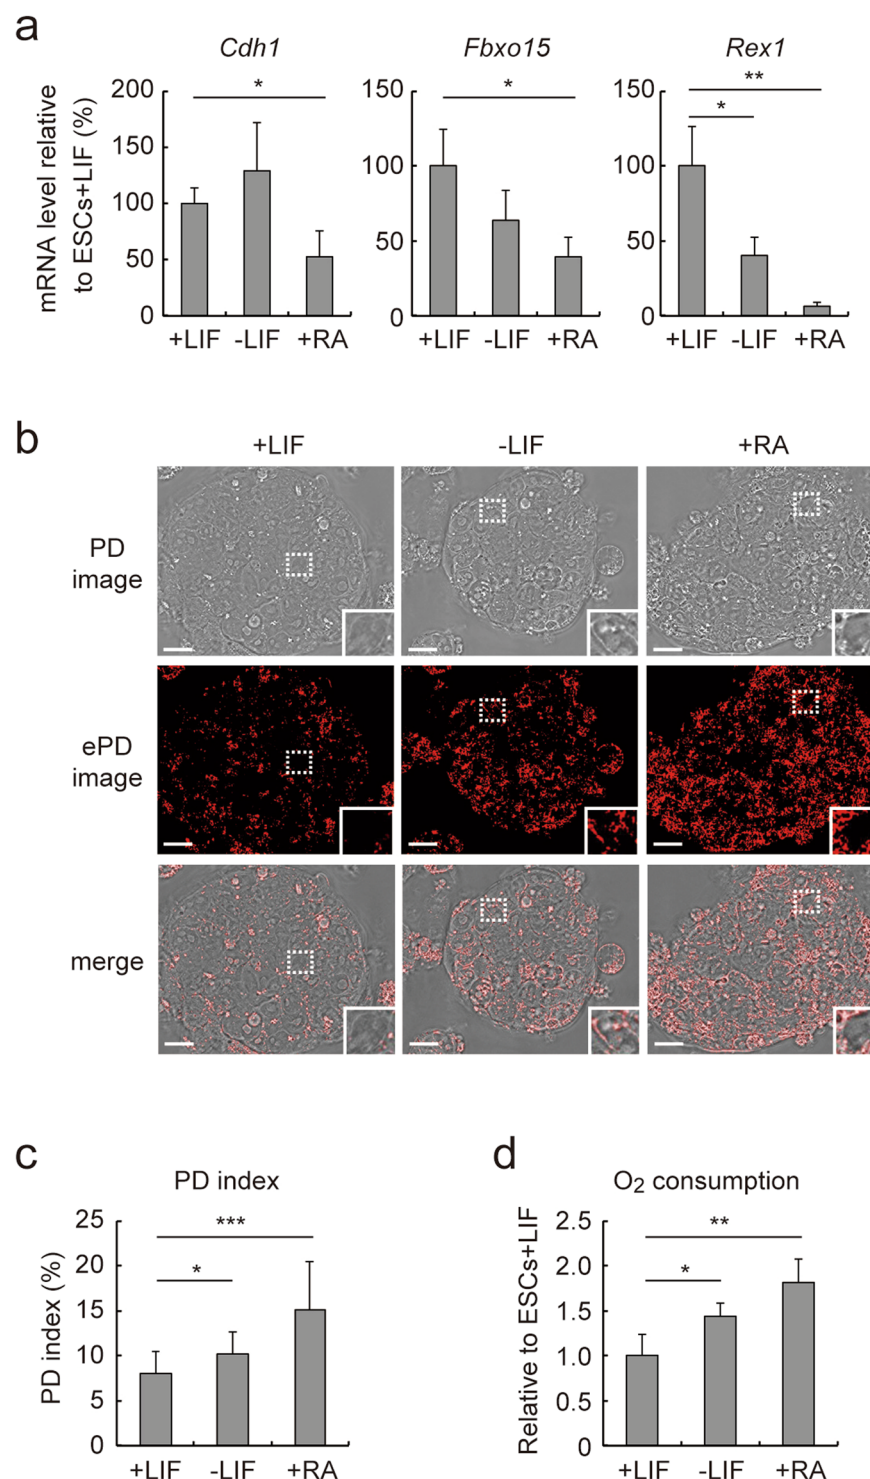 a
Cdh1
Fbxo15
Rex1
mRNA level relative
to ESCs+LIF (%)
200
150
100
50
0
*
+LIF -LIF +RA
100
50
0
*
+LIF -LIF +RA
100
50
0
**
*
+LIF -LIF +RA
b
+LIF
-LIF
+RA
PD
image
ePD
image
merge
c
PD index
PD index (%)
25
20
15
10
5
0
***
*
+LIF -LIF +RA
d
O2 consumption
Relative to ESCs+LIF
2.5
2.0
1.5
1.0
0.5
0
**
*
+LIF -LIF +RA